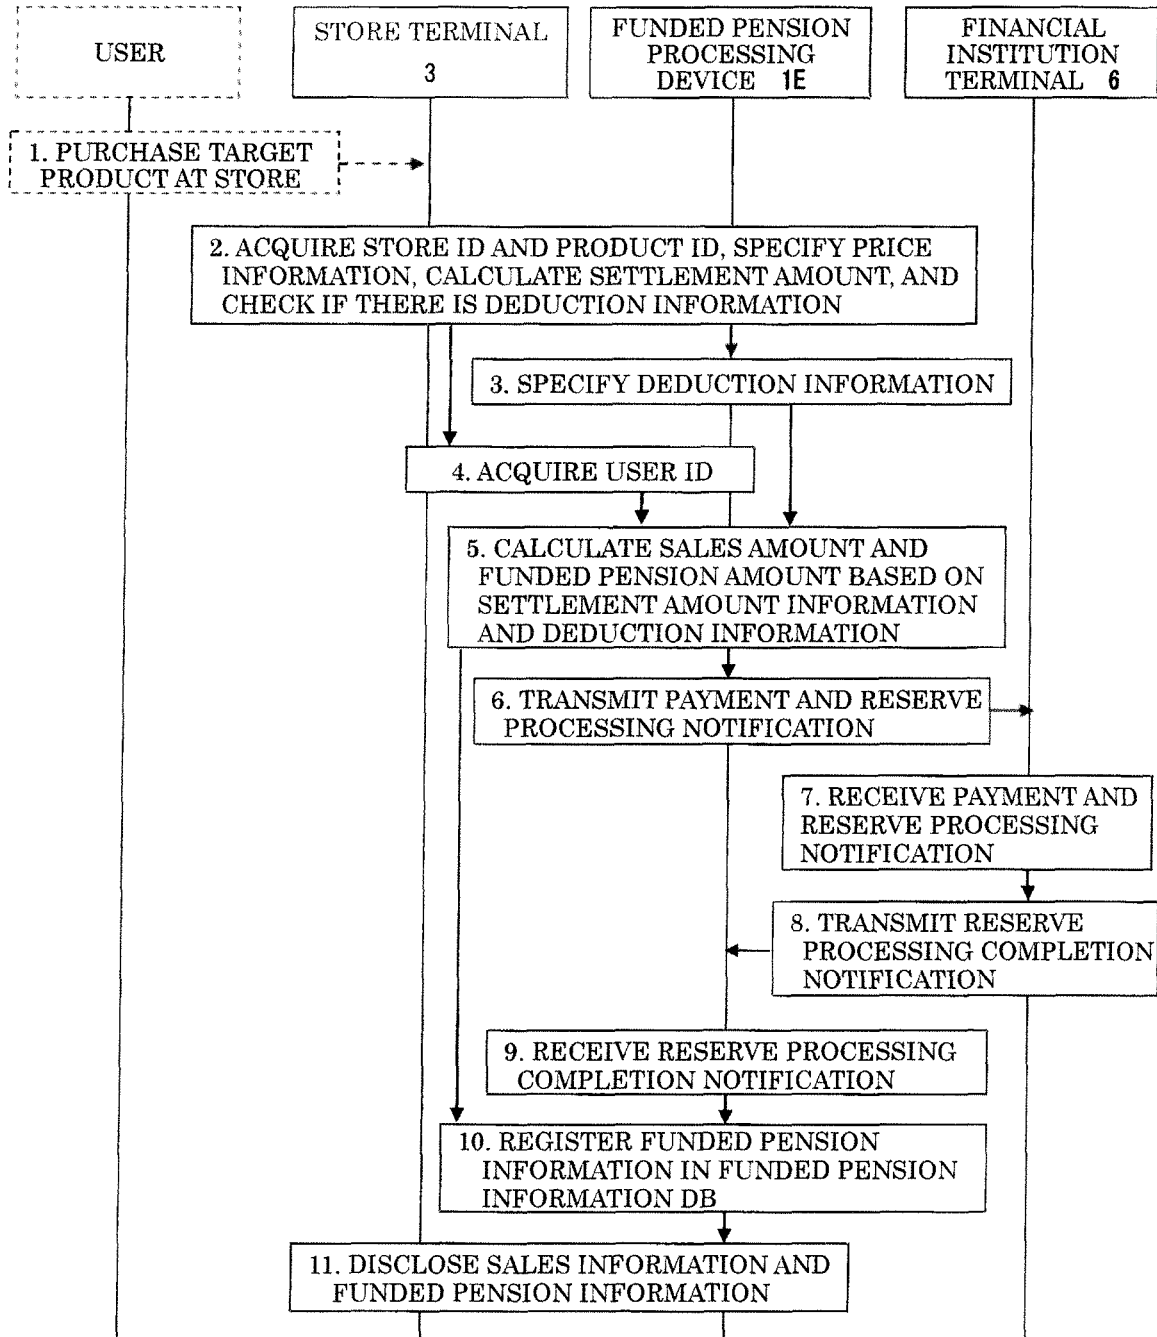 USER
STORE TERMINAL
3
FUNDED PENSION
PROCESSING
DEVICE 1E
FINANCIAL
INSTITUTION
TERMINAL 6
1. PURCHASE TARGET
PRODUCT AT STORE
2. ACQUIRE STORE ID AND PRODUCT ID, SPECIFY PRICE
INFORMATION, CALCULATE SETTLEMENT AMOUNT, AND
CHECK IF THERE IS DEDUCTION INFORMATION
3. SPECIFY DEDUCTION INFORMATION
4. ACQUIRE USER ID
5. CALCULATE SALES AMOUNT AND
FUNDED PENSION AMOUNT BASED ON
SETTLEMENT AMOUNT INFORMATION
AND DEDUCTION INFORMATION
6. TRANSMIT PAYMENT AND RESERVE
PROCESSING NOTIFICATION
7. RECEIVE PAYMENT AND
RESERVE PROCESSING
NOTIFICATION
8. TRANSMIT RESERVE
PROCESSING COMPLETION
NOTIFICATION
9. RECEIVE RESERVE PROCESSING
COMPLETION NOTIFICATION
10. REGISTER FUNDED PENSION
INFORMATION IN FUNDED PENSION
INFORMATION DB
11. DISCLOSE SALES INFORMATION AND
FUNDED PENSION INFORMATION